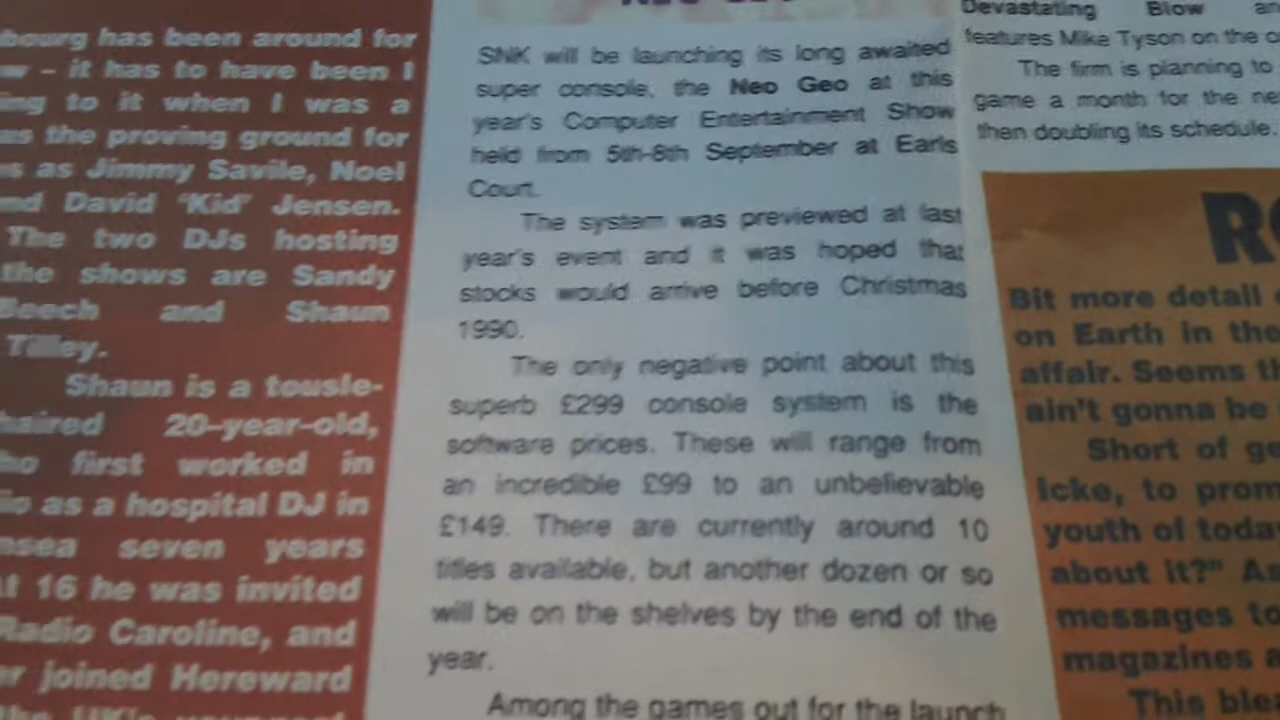 bourg has been around for
- it has to have been I
ing to it when I was a
as the proving ground for
s as Jimmy Savile, Noel
nd David 'Kid' Jensen.
The two DJs hosting
the shows are Sandy
Beech and Shaun
Tilley.
Shaun is a tousle-
haired 20-year-old,
ho first worked in
io as a hospital DJ in
nsea seven years
At 16 he was invited
Radio Caroline, and
er joined Hereward
NEO GEO
SNK will be launching its long awaited
super console, the Neo Geo at this
year's Computer Entertainment Show
held from 5th-8th September at Earls
Court.
The system was previewed at last
year's event and it was hoped that
stocks would arrive before Christmas
1990.
The only negative point about this
superb £299 console system is the
software prices. These will range from
an incredible £99 to an unbelievable
£149. There are currently around 10
titles available, but another dozen or so
will be on the shelves by the end of the
year.
Among the games out for the launch
Devastating Blow an
features Mike Tyson on the
The firm is planning to
game a month for the ne
then doubling its schedule.
Bit more detail
on Earth in the
affair. Seems th
ain't gonna be
Short of ge
Icke, to prom
youth of toda
about it?" As
messages to
magazines a
This ble